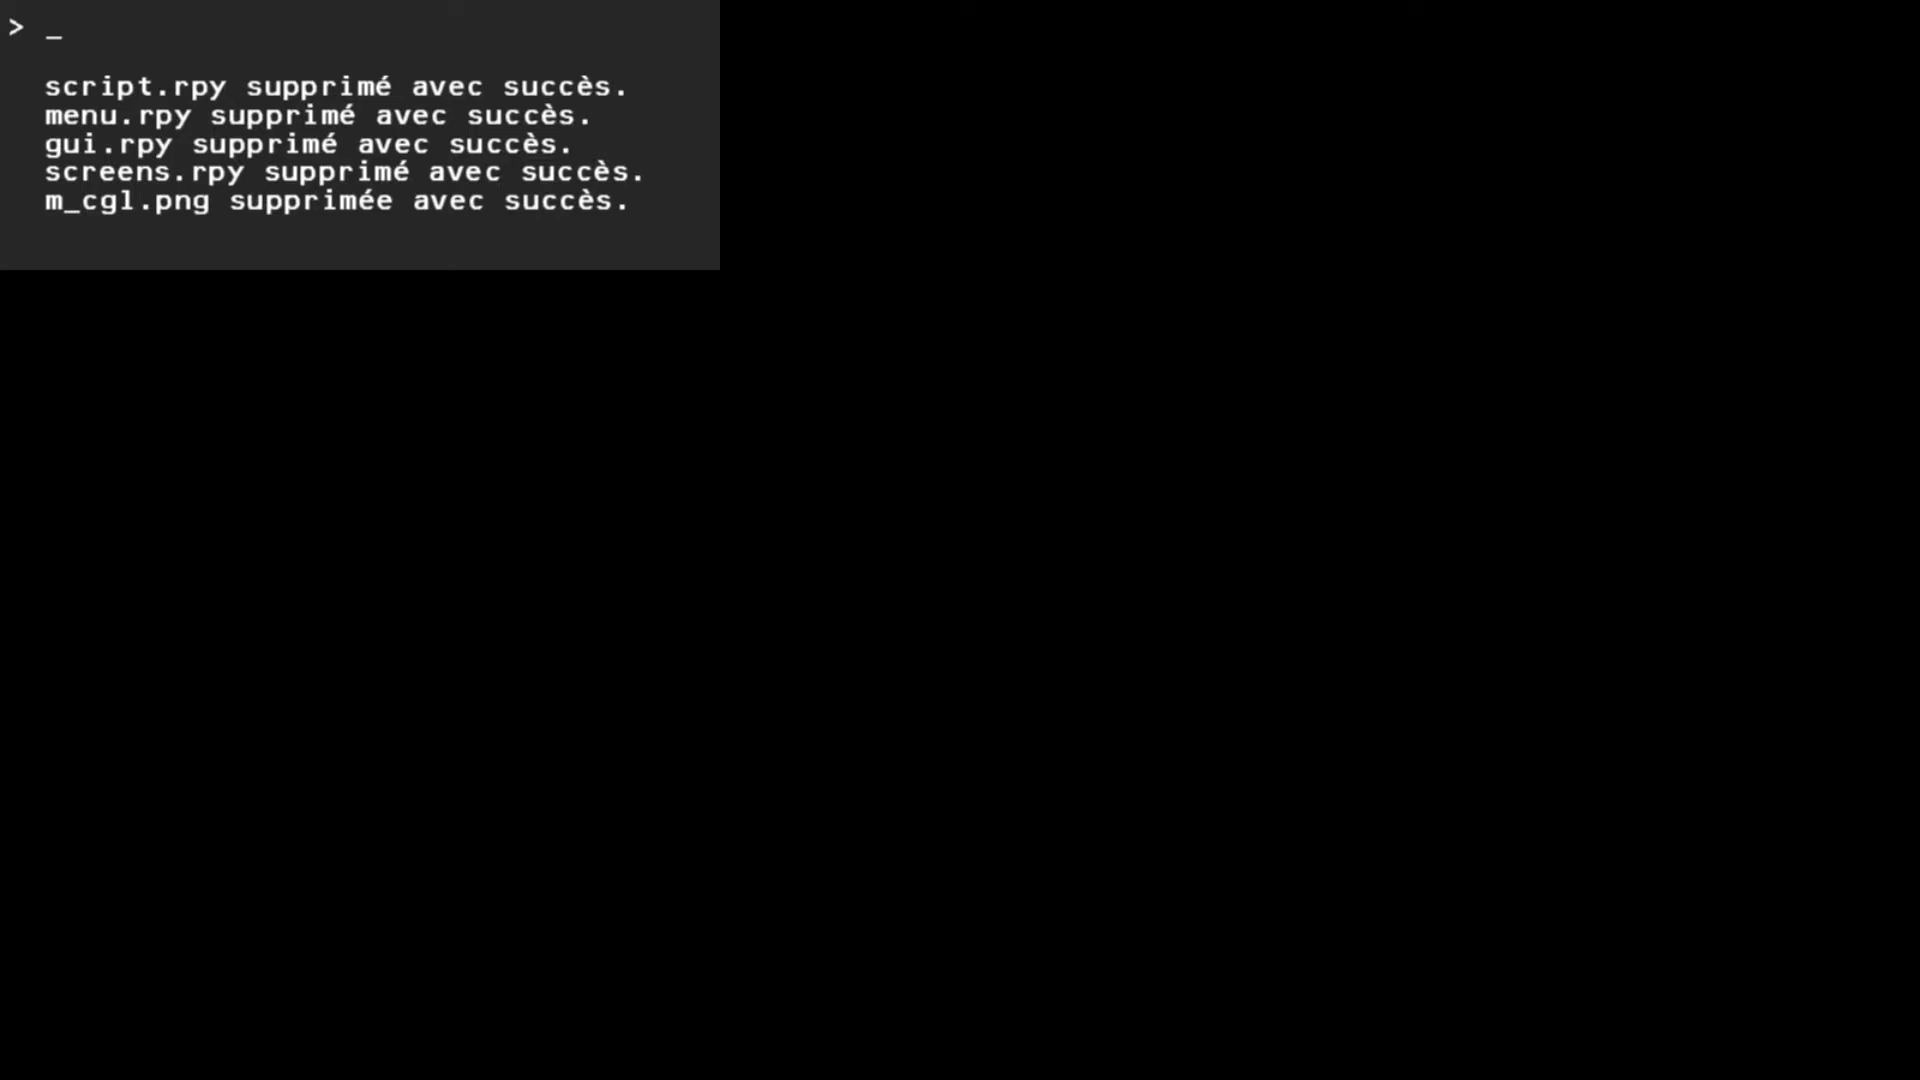 > _
script.rpy supprimé avec succès.
menu.rpy supprimé avec succès.
gui.rpy supprimé avec succès.
screens.rpy supprimé avec succès.
m_cgl.png supprimée avec succès.